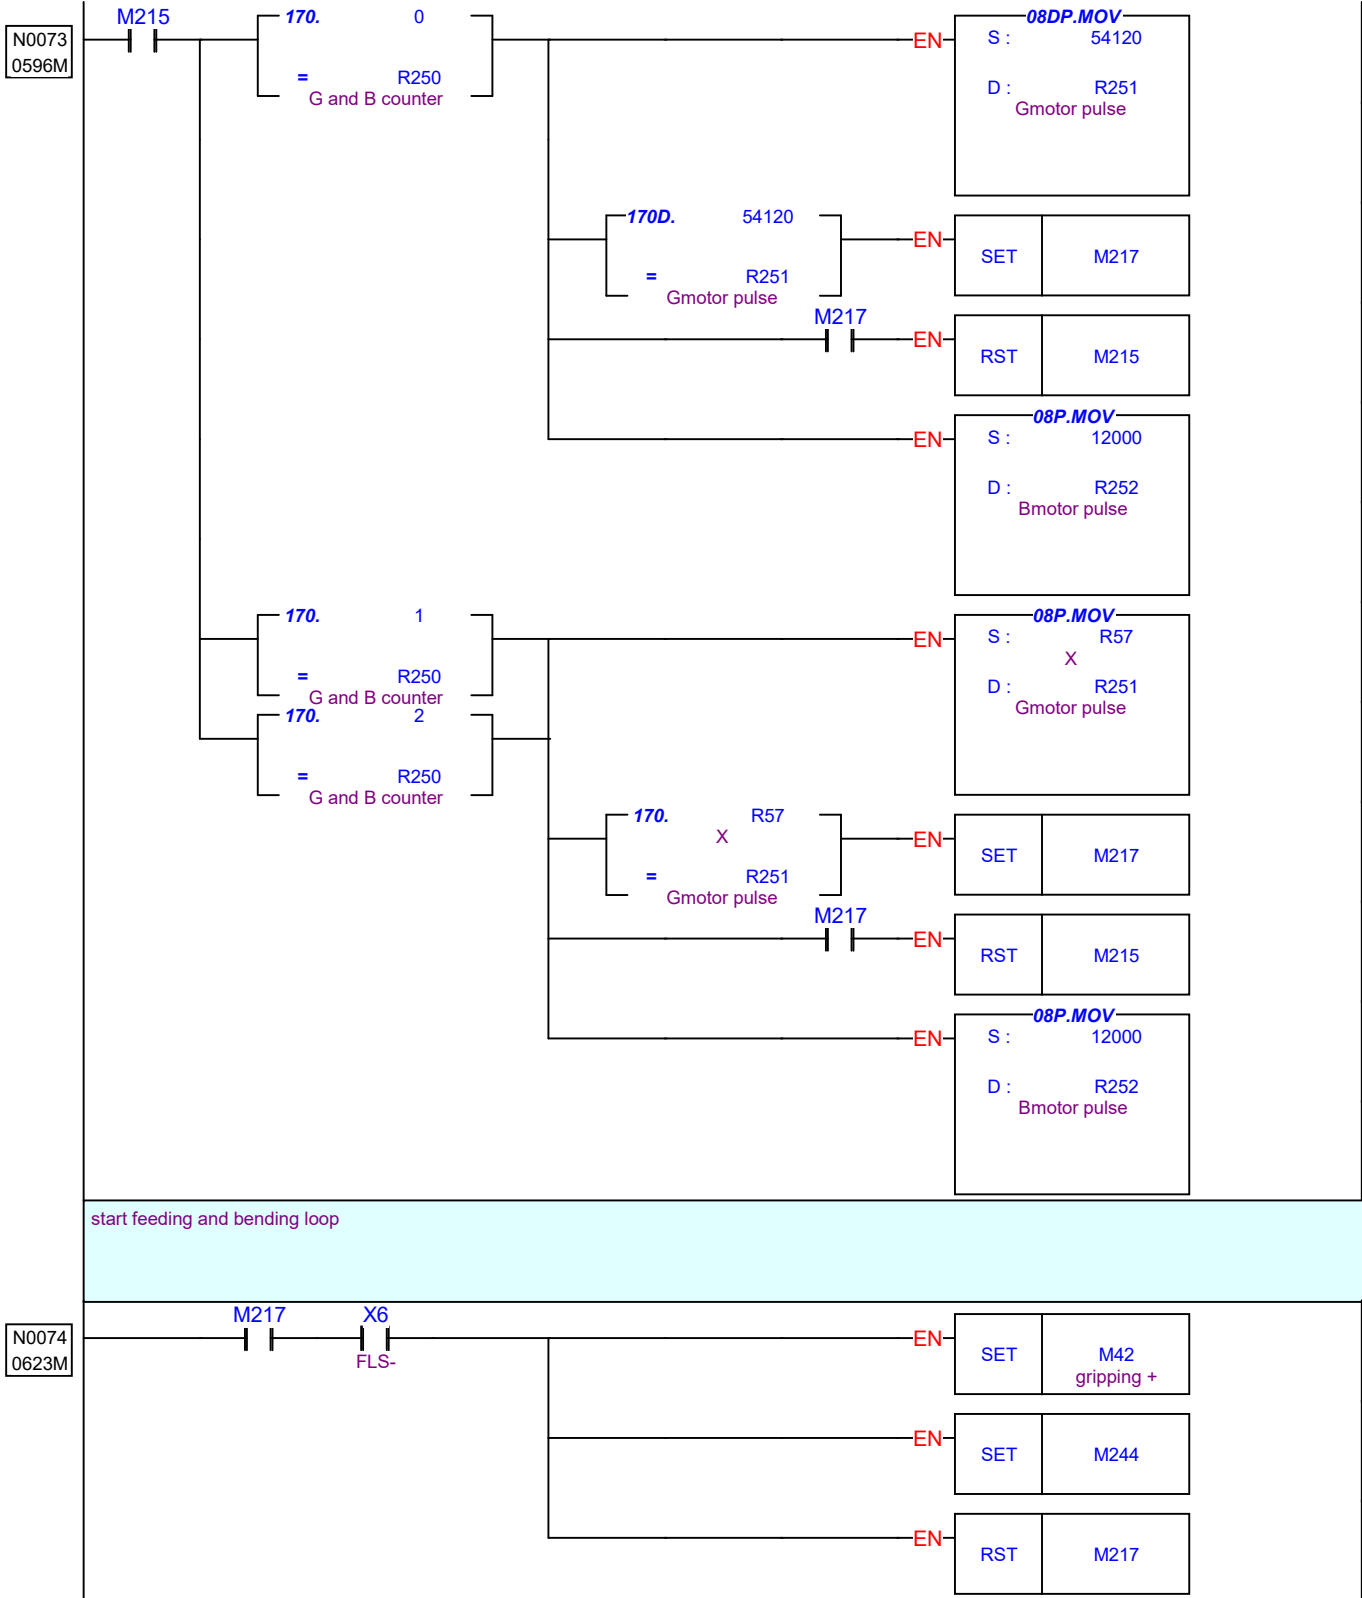 M215
170. 0
08DP.MOV
N0073
EN
S : 54120
0596M
= R250
D : R251
G and B counter
Gmotor pulse
170D. 54120
EN
SET M217
= R251
Gmotor pulse
M217
EN
RST M215
08P.MOV
EN
S : 12000
D : R252
Bmotor pulse
170. 1
08P.MOV
EN
S : R57
X
= R250
D : R251
G and B counter
Gmotor pulse
170. 2
= R250
G and B counter
170. R57
X
EN
SET M217
= R251
Gmotor pulse
M217
EN
RST M215
08P.MOV
EN
S : 12000
D : R252
Bmotor pulse
start feeding and bending loop
M217 X6
N0074
EN
0623M
FLS-
SET M42
gripping +
EN
SET M244
EN
RST M217